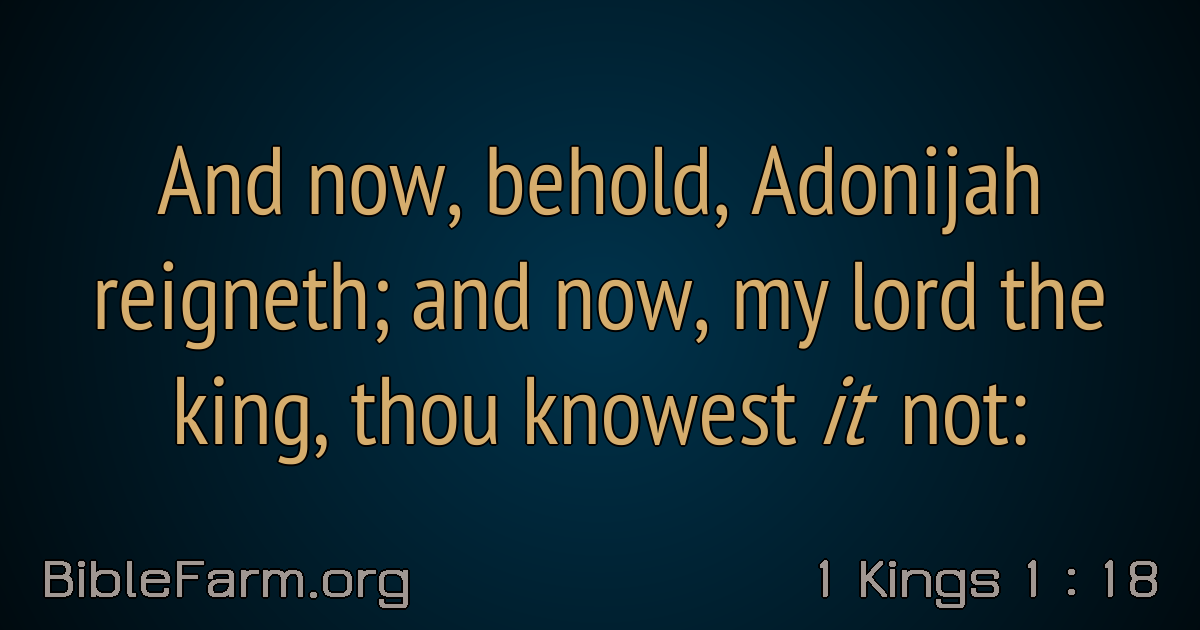 And now, behold, Adonijah
reigneth; and now, my lord the
king, thou knowest it not:
BibleFarm.org
1 Kings 1 : 18